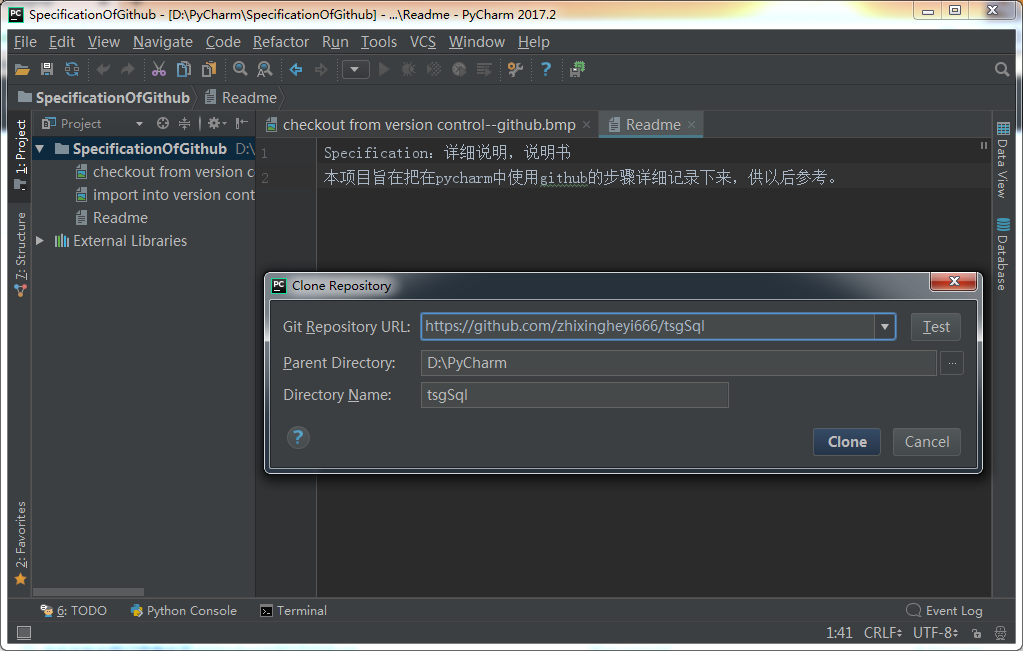 SpecificationOfGithub - [D:\PyCharm\SpecificationOfGithub] - ...\Readme - PyCharm 2017.2
File Edit View Navigate Code Refactor Run Tools VCS Window Help
SpecificationOfGithub Readme
1: Project
Project
checkout from version control--github.bmp
Readme
SpecificationOfGithub D:\
checkout from version c
import into version cont
Readme
External Libraries
1 Specification：详细说明，说明书
2 本项目旨在把在pycharm中使用github的步骤详细记录下来，供以后参考。
Data View
Database
7: Structure
2: Favorites
PC Clone Repository
Git Repository URL: https://github.com/zhixingheyi666/tsgSql Test
Parent Directory: D:\PyCharm ...
Directory Name: tsgSql
? Clone Cancel
6: TODO Python Console Terminal Event Log
1:41 CRLF UTF-8